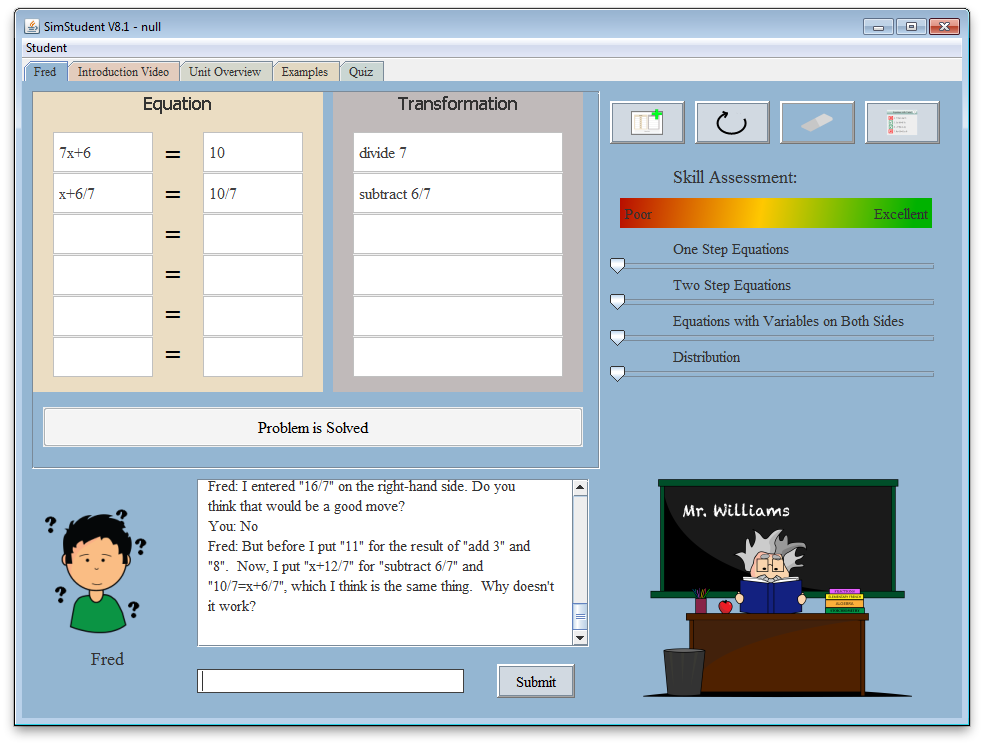 SimStudent V8.1 - null
Student
Fred Introduction Video Unit Overview Examples Quiz
Equation Transformation
7x+6 = 10 divide 7
x+6/7 = 10/7 subtract 6/7
=
=
=
=
Problem is Solved
Skill Assessment:
Poor Excellent
One Step Equations
Two Step Equations
Equations with Variables on Both Sides
Distribution
Fred: I entered "16/7" on the right-hand side. Do you
think that would be a good move?
You: No
Fred: But before I put "11" for the result of "add 3" and
"8".  Now, I put "x+12/7" for "subtract 6/7" and
"10/7=x+6/7", which I think is the same thing.  Why doesn't
it work?
Fred
Submit
Mr. Williams